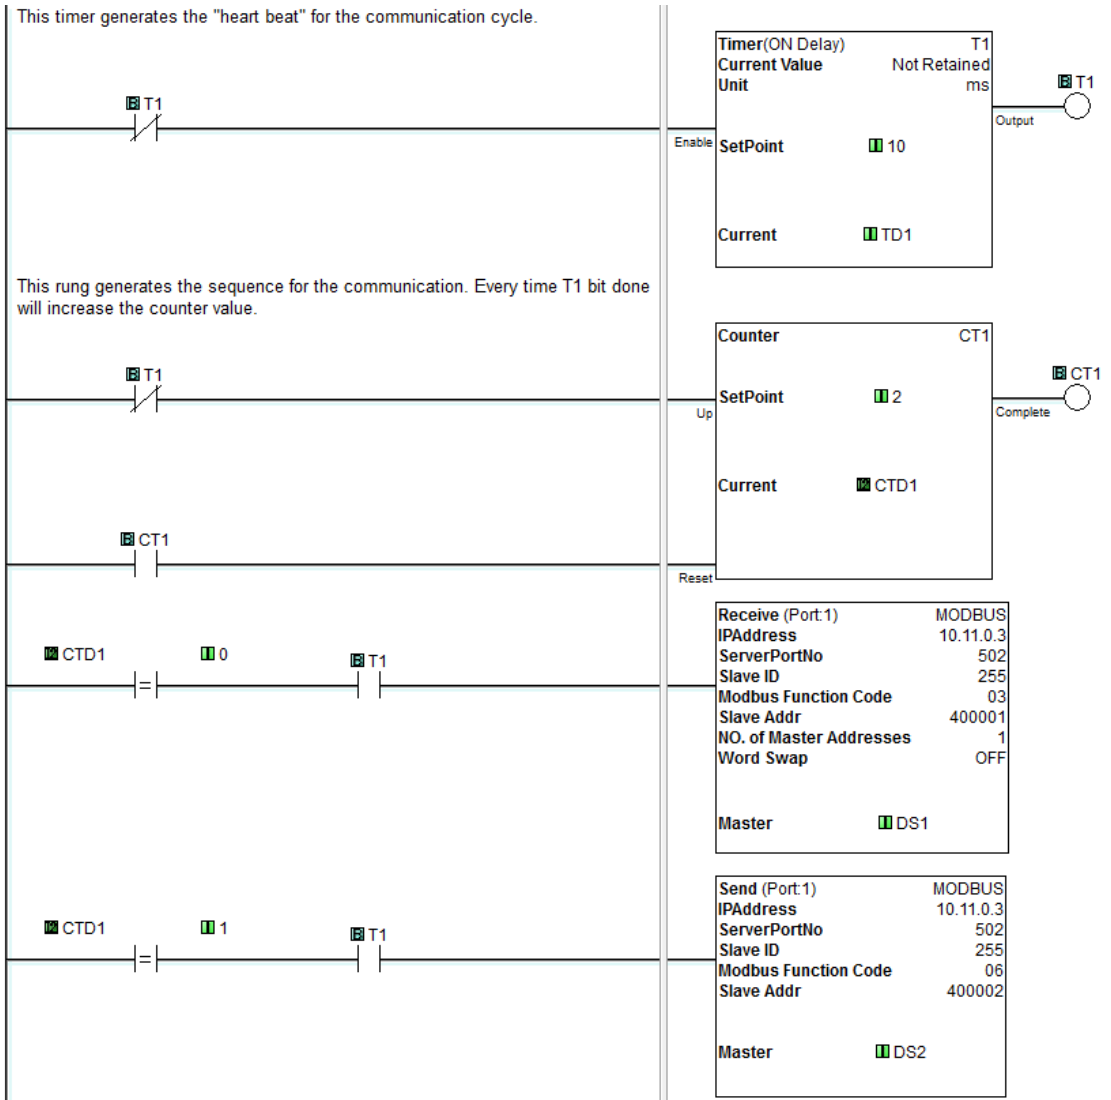 This timer generates the "heart beat" for the communication cycle.
Timer(ON Delay) T1
Current Value Not Retained
Unit ms
B T1
B T1
Output
Enable
SetPoint 10
Current TD1
This rung generates the sequence for the communication. Every time T1 bit done
will increase the counter value.
Counter CT1
B T1
B CT1
SetPoint 2
Up
Complete
Current CTD1
B CT1
Reset
Receive (Port:1) MODBUS
IPAddress 10.11.0.3
ServerPortNo 502
Slave ID 255
Modbus Function Code 03
Slave Addr 400001
NO. of Master Addresses 1
Word Swap OFF
CTD1 0 B T1
=
Master DS1
Send (Port:1) MODBUS
IPAddress 10.11.0.3
ServerPortNo 502
Slave ID 255
Modbus Function Code 06
Slave Addr 400002
CTD1 1 B T1
=
Master DS2